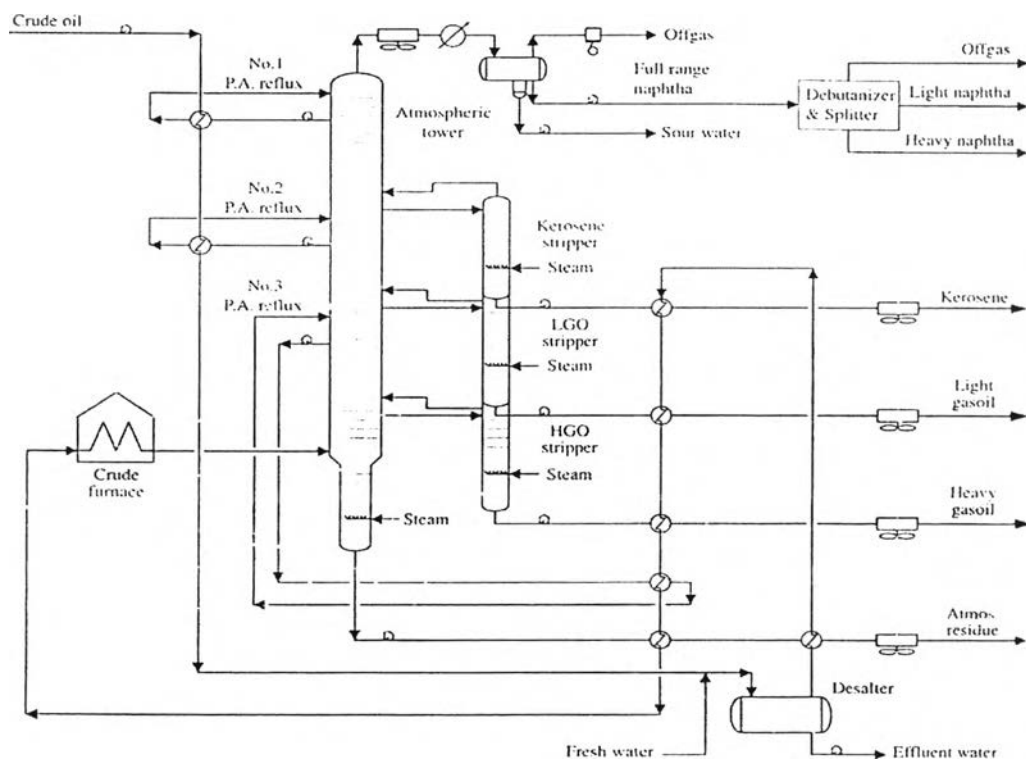 Crude oil
No.1
P.A. reflux
Atmospheric
tower
Offgas
Full range
naphtha
Sour water
Debutanizer
& Splitter
Offgas
Light naphtha
Heavy naphtha
No.2
P.A. reflux
Kerosene
stripper
Steam
No.3
P.A. reflux
LGO
stripper
Steam
Kerosene
HGO
stripper
Steam
Light
gasoil
Crude
furnace
Steam
Heavy
gasoil
Atmos.
residue
Desalter
Fresh water
Effluent water